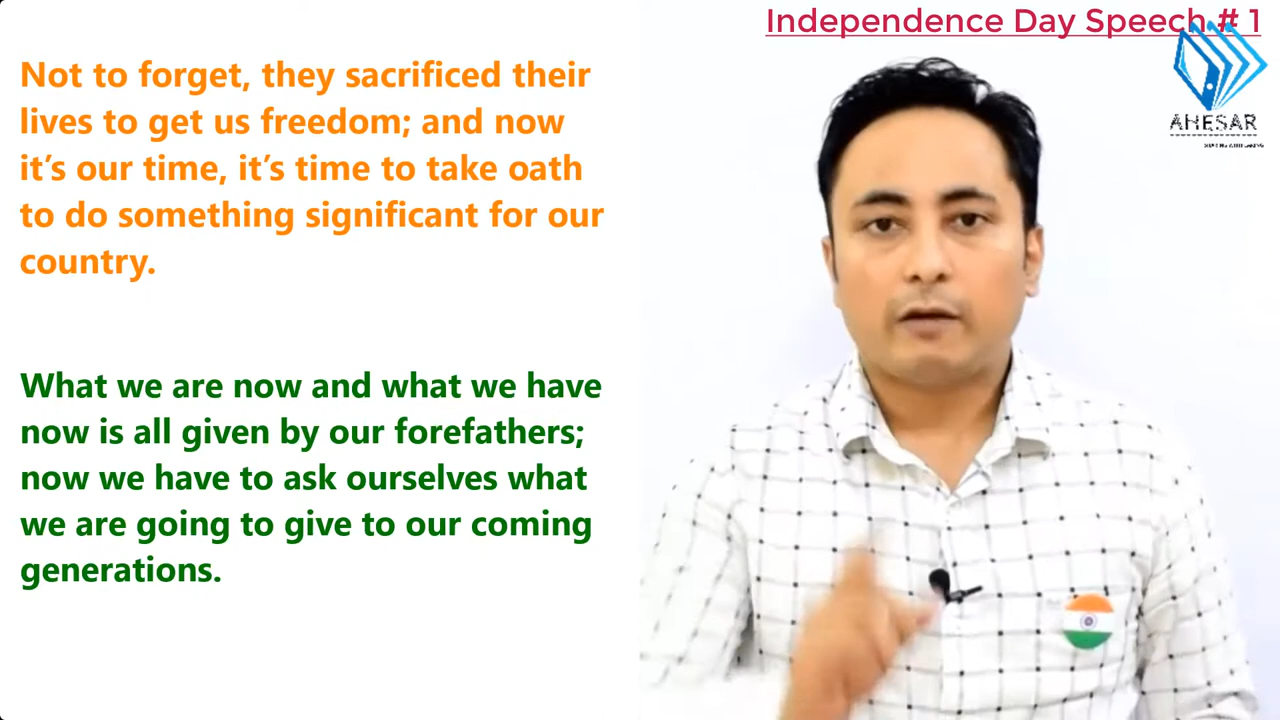 Independence Day Speech # 1
AHESAR
Not to forget, they sacrificed their
lives to get us freedom; and now
it’s our time, it’s time to take oath
to do something significant for our
country.
What we are now and what we have
now is all given by our forefathers;
now we have to ask ourselves what
we are going to give to our coming
generations.